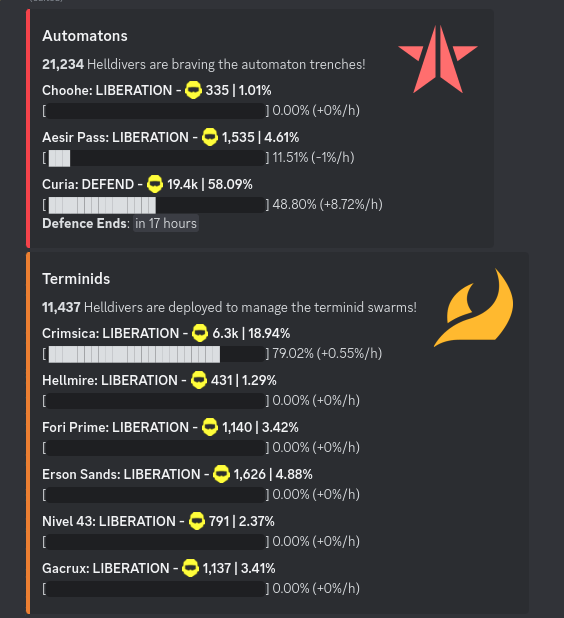 Automatons
21,234 Helldivers are braving the automaton trenches!
Choohe: LIBERATION - 335 | 1.01%
[ ] 0.00% (+0%/h)
Aesir Pass: LIBERATION - 1,535 | 4.61%
[███ ] 11.51% (-1%/h)
Curia: DEFEND - 19.4k | 58.09%
[███████████████ ] 48.80% (+8.72%/h)
Defence Ends: in 17 hours
Terminids
11,437 Helldivers are deployed to manage the terminid swarms!
Crimsica: LIBERATION - 6.3k | 18.94%
[████████████████████████ ] 79.02% (+0.55%/h)
Hellmire: LIBERATION - 431 | 1.29%
[ ] 0.00% (+0%/h)
Fori Prime: LIBERATION - 1,140 | 3.42%
[ ] 0.00% (+0%/h)
Erson Sands: LIBERATION - 1,626 | 4.88%
[ ] 0.00% (+0%/h)
Nivel 43: LIBERATION - 791 | 2.37%
[ ] 0.00% (+0%/h)
Gacrux: LIBERATION - 1,137 | 3.41%
[ ] 0.00% (+0%/h)